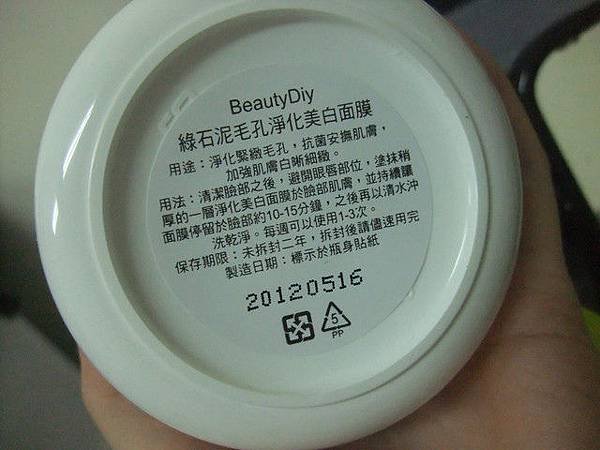 BeautyDiy
綠石泥毛孔淨化美白面膜
用途：淨化緊緻毛孔，抗菌安撫肌膚，
加強肌膚白晰細緻。
用法：清潔臉部之後，避開眼唇部位，塗抹稍
厚的一層淨化美白面膜於臉部肌膚，並持續讓
面膜停留於臉部約10-15分鐘，之後再以清水沖
洗乾淨。每週可以使用1-3次。
保存期限：未拆封二年，拆封後請儘速用完
製造日期：標示於瓶身貼紙
20120516
5
PP